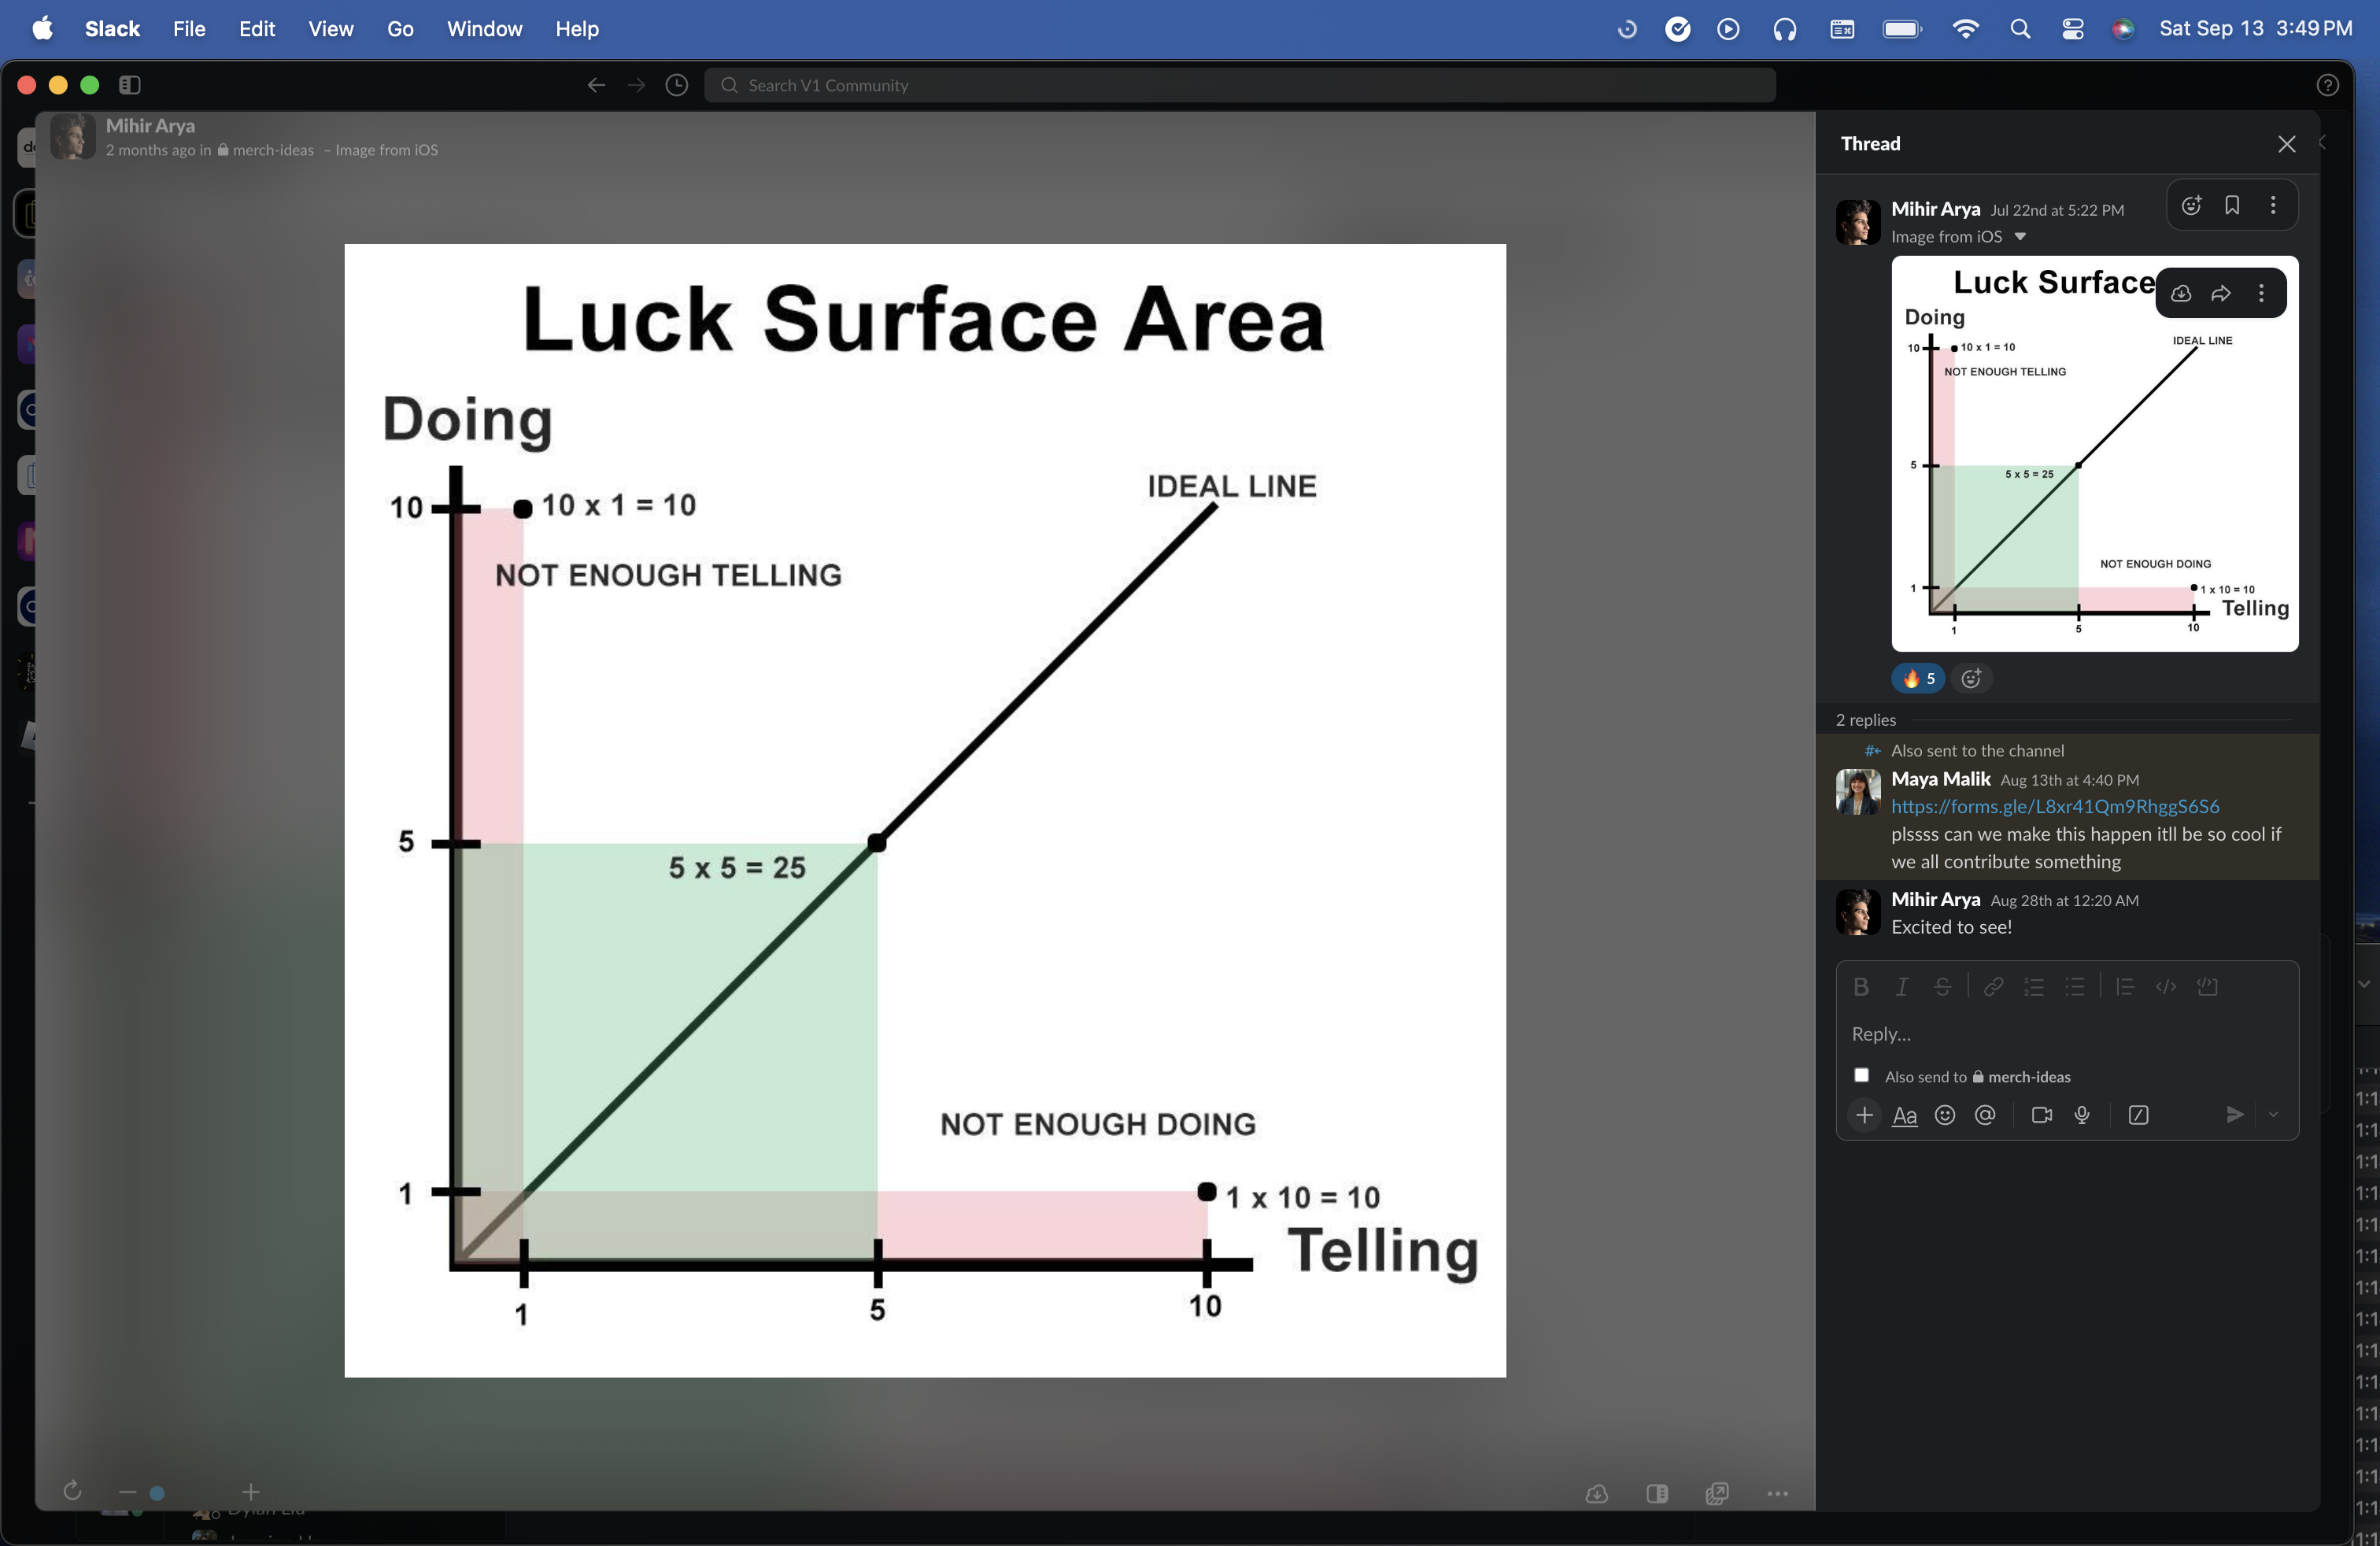 Slack File Edit View Go Window Help
Sat Sep 13 3:49 PM
Search V1 Community
Mihir Arya
2 months ago in merch-ideas – Image from iOS
Luck Surface Area
Doing
10
10 x 1 = 10
IDEAL LINE
NOT ENOUGH TELLING
5
5 x 5 = 25
NOT ENOUGH DOING
1
1 x 10 = 10
Telling
1
5
10
Thread
Mihir Arya Jul 22nd at 5:22 PM
Image from iOS
Luck Surface
Doing
10
10 x 1 = 10
IDEAL LINE
NOT ENOUGH TELLING
5
5 x 5 = 25
NOT ENOUGH DOING
1
1 x 10 = 10
Telling
1
5
10
5
2 replies
Also sent to the channel
Maya Malik Aug 13th at 4:40 PM
https://forms.gle/L8xr41Qm9RhggS6S6
plssss can we make this happen itll be so cool if
we all contribute something
Mihir Arya Aug 28th at 12:20 AM
Excited to see!
Reply...
Also send to merch-ideas
Aa